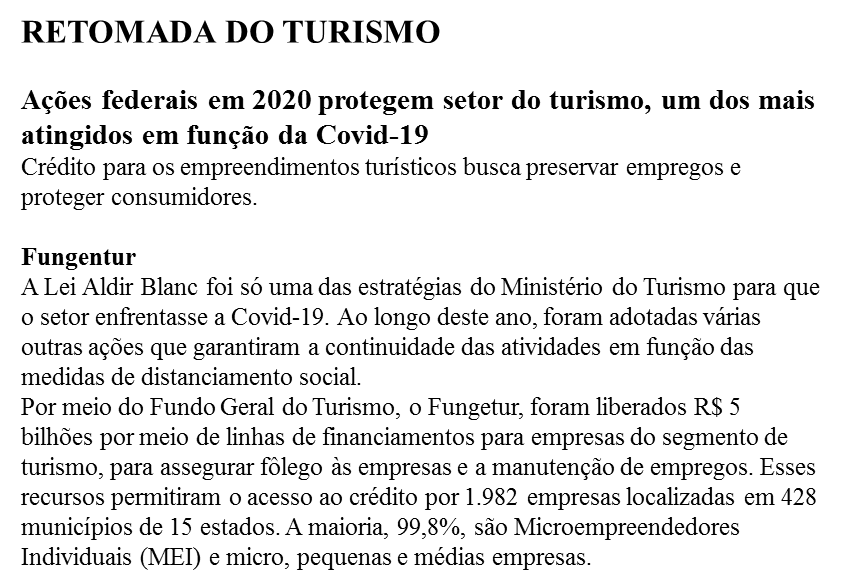 RETOMADA DO TURISMO
Ações federais em 2020 protegem setor do turismo, um dos mais
atingidos em função da Covid-19
Crédito para os empreendimentos turísticos busca preservar empregos e
proteger consumidores.
Fungentur
A Lei Aldir Blanc foi só uma das estratégias do Ministério do Turismo para que
o setor enfrentasse a Covid-19. Ao longo deste ano, foram adotadas várias
outras ações que garantiram a continuidade das atividades em função das
medidas de distanciamento social.
Por meio do Fundo Geral do Turismo, o Fungetur, foram liberados R$ 5
bilhões por meio de linhas de financiamentos para empresas do segmento de
turismo, para assegurar fôlego às empresas e a manutenção de empregos. Esses
recursos permitiram o acesso ao crédito por 1.982 empresas localizadas em 428
municípios de 15 estados. A maioria, 99,8%, são Microempreendedores
Individuais (MEI) e micro, pequenas e médias empresas.